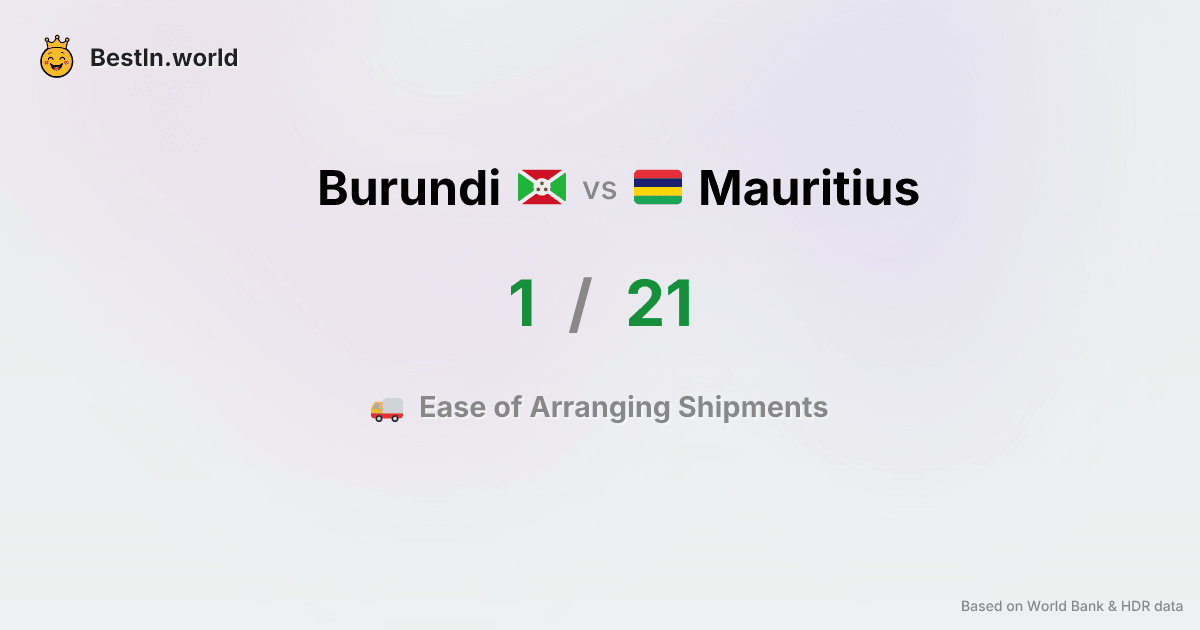 BestIn.world
Burundi vs Mauritius
1 / 21
Ease of Arranging Shipments
Based on World Bank & HDR data